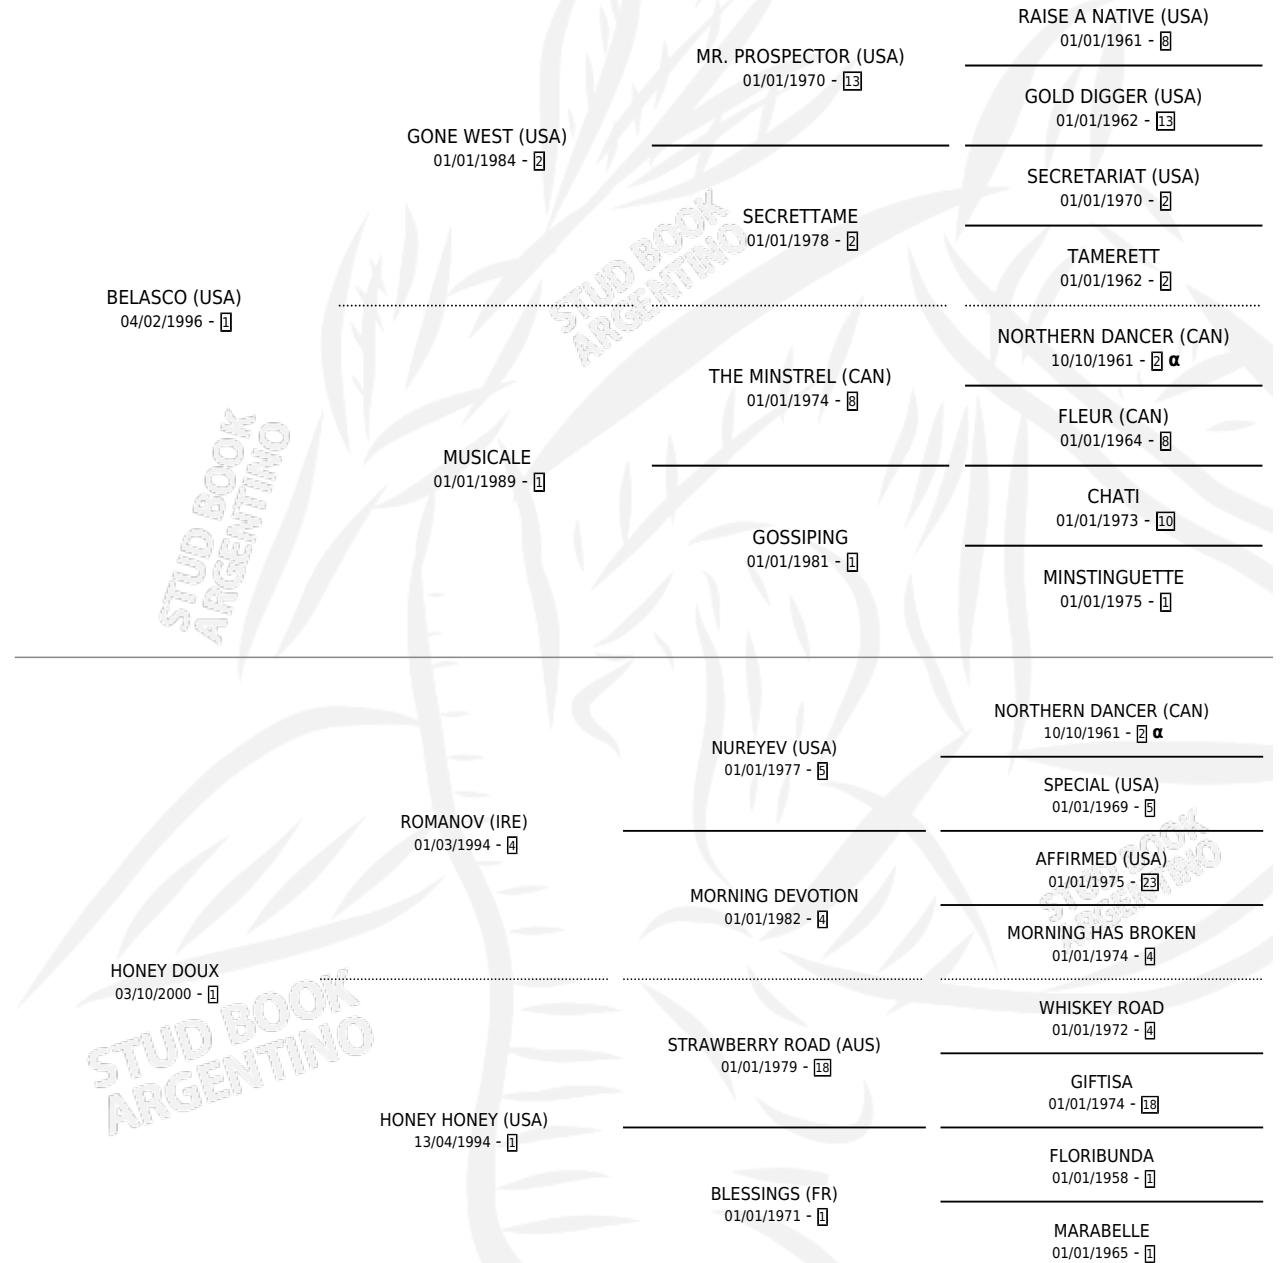 RAISE A NATIVE (USA)
01/01/1961 - 8
MR. PROSPECTOR (USA)
01/01/1970 - 13
GOLD DIGGER (USA)
01/01/1962 - 13
GONE WEST (USA)
01/01/1984 - 2
SECRETARIAT (USA)
01/01/1970 - 2
SECRETTAME
01/01/1978 - 2
TAMERETT
01/01/1962 - 2
BELASCO (USA)
04/02/1996 - 1
NORTHERN DANCER (CAN)
10/10/1961 - 2 α
THE MINSTREL (CAN)
01/01/1974 - 8
FLEUR (CAN)
01/01/1964 - 8
MUSICALE
01/01/1989 - 1
CHATI
01/01/1973 - 10
GOSSIPING
01/01/1981 - 1
MINSTINGUETTE
01/01/1975 - 1
NORTHERN DANCER (CAN)
10/10/1961 - 2 α
NUREYEV (USA)
01/01/1977 - 5
SPECIAL (USA)
01/01/1969 - 5
ROMANOV (IRE)
01/03/1994 - 4
AFFIRMED (USA)
01/01/1975 - 23
MORNING DEVOTION
01/01/1982 - 4
MORNING HAS BROKEN
01/01/1974 - 4
HONEY DOUX
03/10/2000 - 1
WHISKEY ROAD
01/01/1972 - 4
STRAWBERRY ROAD (AUS)
01/01/1979 - 18
GIFTISA
01/01/1974 - 18
HONEY HONEY (USA)
13/04/1994 - 1
FLORIBUNDA
01/01/1958 - 1
BLESSINGS (FR)
01/01/1971 - 1
MARABELLE
01/01/1965 - 1
STUD BOOK
ARGENTINO
STUD BOOK
ARGENTINO
STUD BOOK
ARGENTINO
STUD BOOK
ARGENTINO